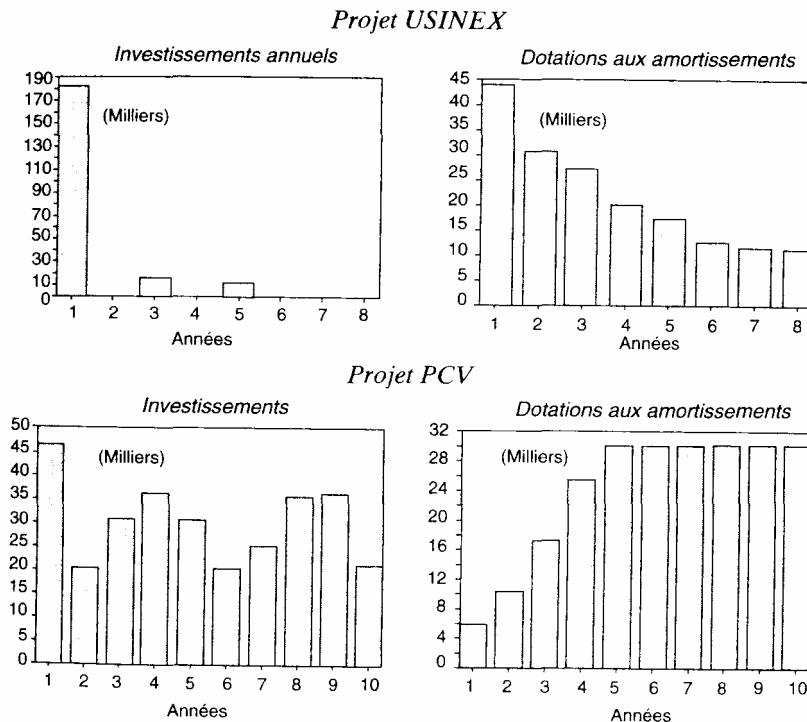 Projet USINEX
Investissements annuels
190
170
150
130
110
90
70
50
30
10
0
(Milliers)
1 2 3 4 5 6 7 8
Années
Dotations aux amortissements
45
45
35
30
25
20
15
10
5
0
(Milliers)
1 2 3 4 5 6 7 8
Années
Projet PCV
Investissements
50
45
45
35
30
25
20
15
10
5
0
(Milliers)
1 2 3 4 5 6 7 8 9 10
Années
Dotations aux amortissements
32
28
28
20
16
12
8
4
0
(Milliers)
1 2 3 4 5 6 7 8 9 10
Années